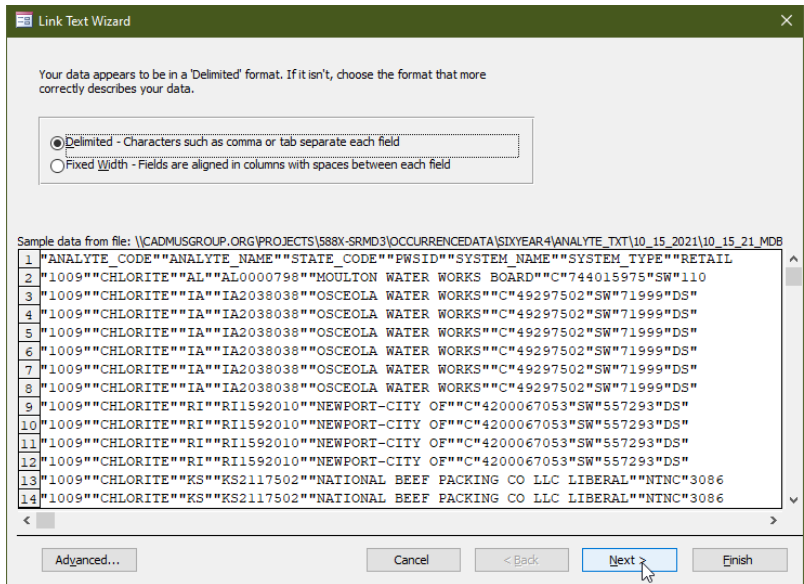 Link Text Wizard
Your data appears to be in a 'Delimited' format. If it isn't, choose the format that more
correctly describes your data.
Delimited - Characters such as comma or tab separate each field
Fixed Width - Fields are aligned in columns with spaces between each field
Sample data from file: \\CADMUSGROUP.ORG\PROJECTS\588X-SRMD3\OCCURRENCEDATA\SIXYEAR4\ANALYTE_TXT\10_15_2021\10_15_21_MDB
1 "ANALYTE_CODE""ANALYTE_NAME""STATE_CODE""PWSID""SYSTEM_NAME""SYSTEM_TYPE""RETAIL
2 "1009""CHLORITE""AL""AL0000798""MOULTON WATER WORKS BOARD""C"744015975"SW"110
3 "1009""CHLORITE""IA""IA2038038""OSCEOLA WATER WORKS""C"49297502"SW"71999"DS"
4 "1009""CHLORITE""IA""IA2038038""OSCEOLA WATER WORKS""C"49297502"SW"71999"DS"
5 "1009""CHLORITE""IA""IA2038038""OSCEOLA WATER WORKS""C"49297502"SW"71999"DS"
6 "1009""CHLORITE""IA""IA2038038""OSCEOLA WATER WORKS""C"49297502"SW"71999"DS"
7 "1009""CHLORITE""IA""IA2038038""OSCEOLA WATER WORKS""C"49297502"SW"71999"DS"
8 "1009""CHLORITE""IA""IA2038038""OSCEOLA WATER WORKS""C"49297502"SW"71999"DS"
9 "1009""CHLORITE""RI""RI1592010""NEWPORT-CITY OF""C"4200067053"SW"557293"DS"
10 "1009""CHLORITE""RI""RI1592010""NEWPORT-CITY OF""C"4200067053"SW"557293"DS"
11 "1009""CHLORITE""RI""RI1592010""NEWPORT-CITY OF""C"4200067053"SW"557293"DS"
12 "1009""CHLORITE""RI""RI1592010""NEWPORT-CITY OF""C"4200067053"SW"557293"DS"
13 "1009""CHLORITE""KS""KS2117502""NATIONAL BEEF PACKING CO LLC LIBERAL""NTNC"3086
14 "1009""CHLORITE""KS""KS2117502""NATIONAL BEEF PACKING CO LLC LIBERAL""NTNC"3086
Advanced... Cancel < Back Next > Finish